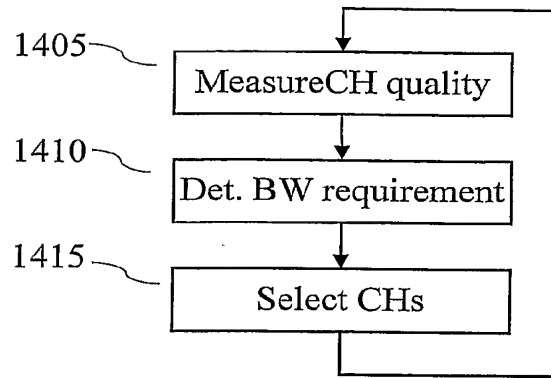 1405
MeasureCH quality
1410
Det. BW requirement
1415
Select CHs